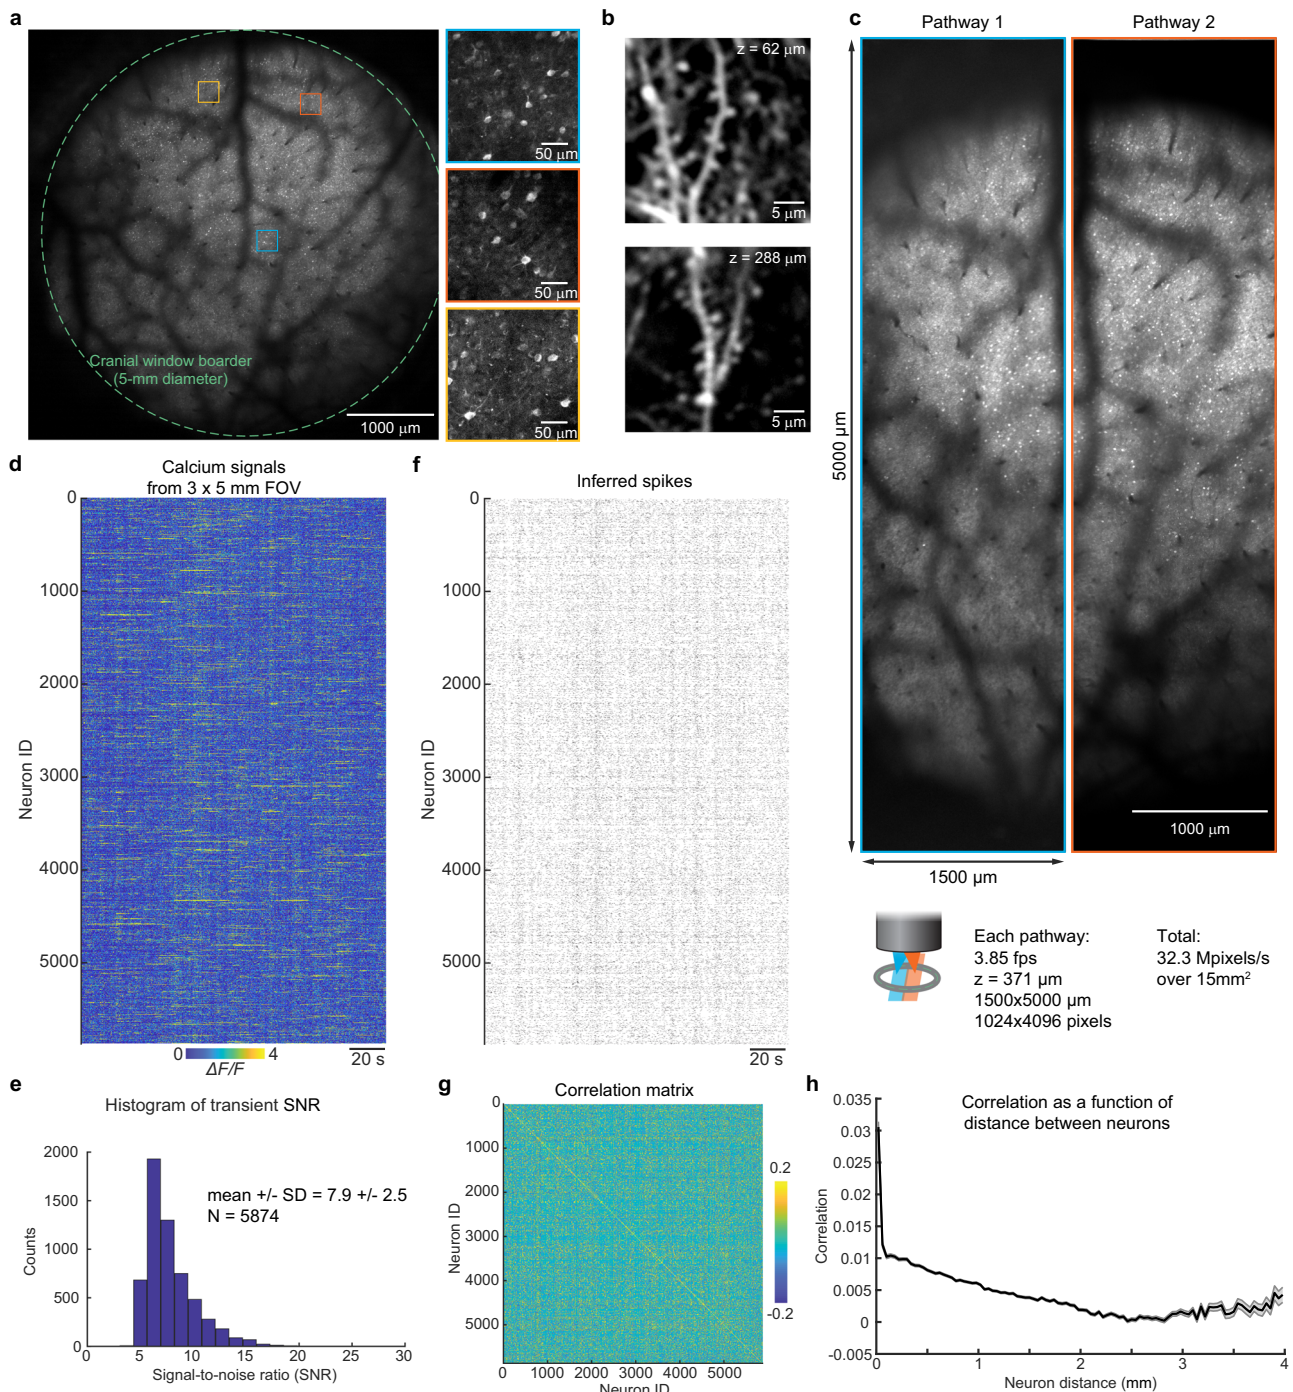 a
50 μm
50 μm
50 μm
Cranial window boarder
(5-mm diameter)
1000 μm
b
z = 62 μm
5 μm
z = 288 μm
5 μm
c
Pathway 1
Pathway 2
5000 μm
1000 μm
1500 μm
Each pathway:
3.85 fps
z = 371 μm
1500x5000 μm
1024x4096 pixels
Total:
32.3 Mpixels/s
over 15mm²
d
Calcium signals
from 3 x 5 mm FOV
0
1000
2000
3000
4000
5000
Neuron ID
0
4
ΔF/F
20 s
f
Inferred spikes
0
1000
2000
3000
4000
5000
Neuron ID
20 s
e
Histogram of transient SNR
2000
1500
1000
500
0
Counts
mean +/- SD = 7.9 +/- 2.5
N = 5874
0 5 10 15 20 25 30
Signal-to-noise ratio (SNR)
g
Correlation matrix
0
1000
2000
3000
4000
5000
Neuron ID
0 1000 2000 3000 4000 5000
Neuron ID
0.2
-0.2
h
Correlation as a function of
distance between neurons
0.035
0.03
0.025
0.02
0.015
0.01
0.005
0
-0.005
Correlation
0 1 2 3 4
Neuron distance (mm)